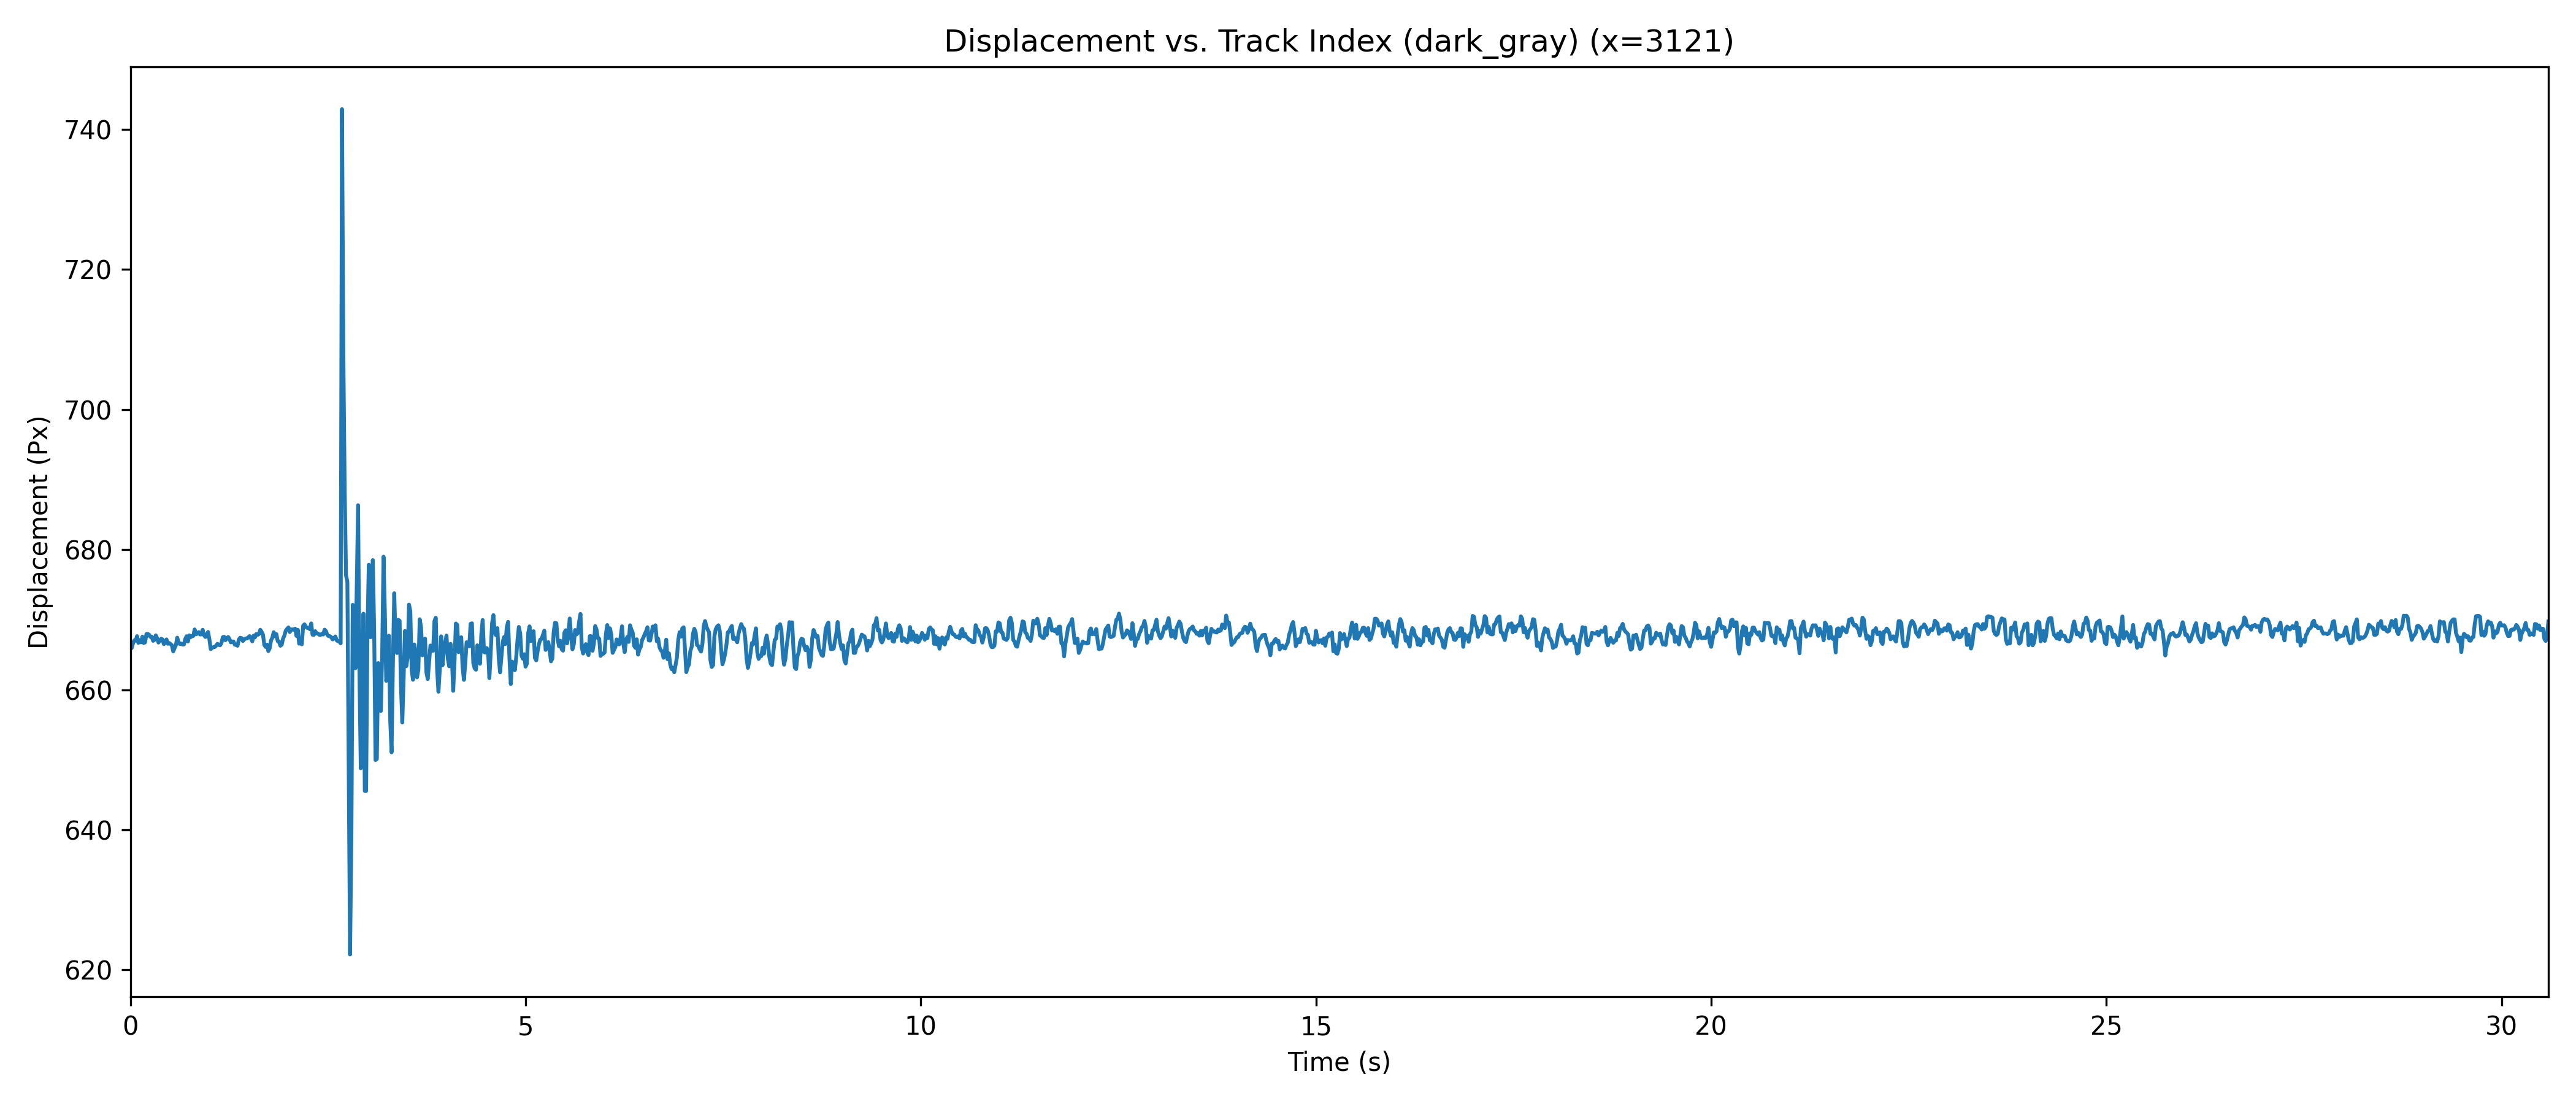 Displacement vs. Track Index (dark_gray) (x=3121)
Displacement (Px)
740
720
700
680
660
640
620
0 5 10 15 20 25 30
Time (s)